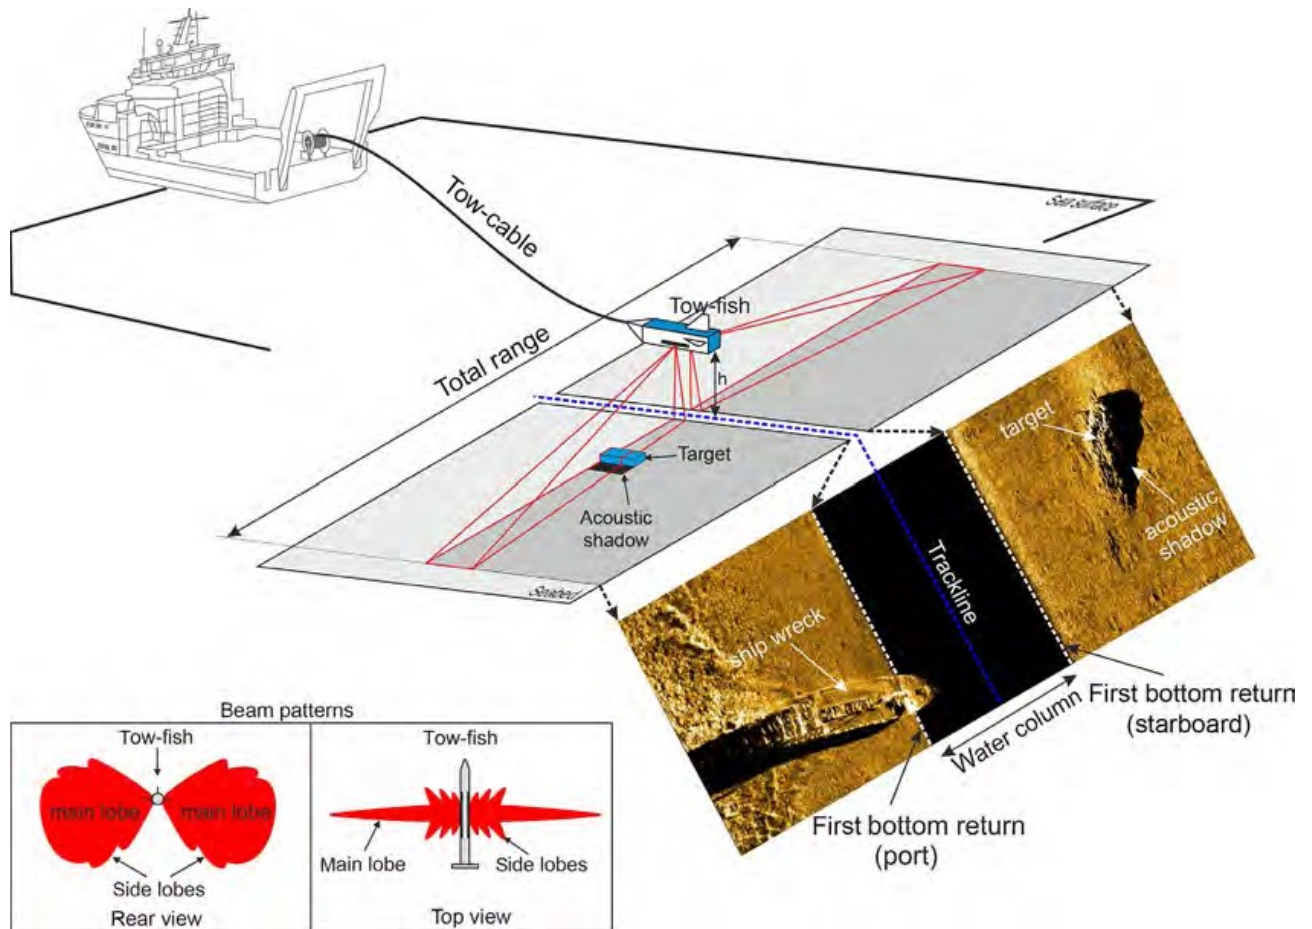 Sea surface
Tow-cable
Tow-fish
Total range
h
Target
Acoustic
shadow
Seabed
target
acoustic
shadow
Trackline
ship wreck
First bottom return
(starboard)
Water column
First bottom return
(port)
Beam patterns
Tow-fish
main lobe
main lobe
Side lobes
Rear view
Tow-fish
Main lobe
Side lobes
Top view